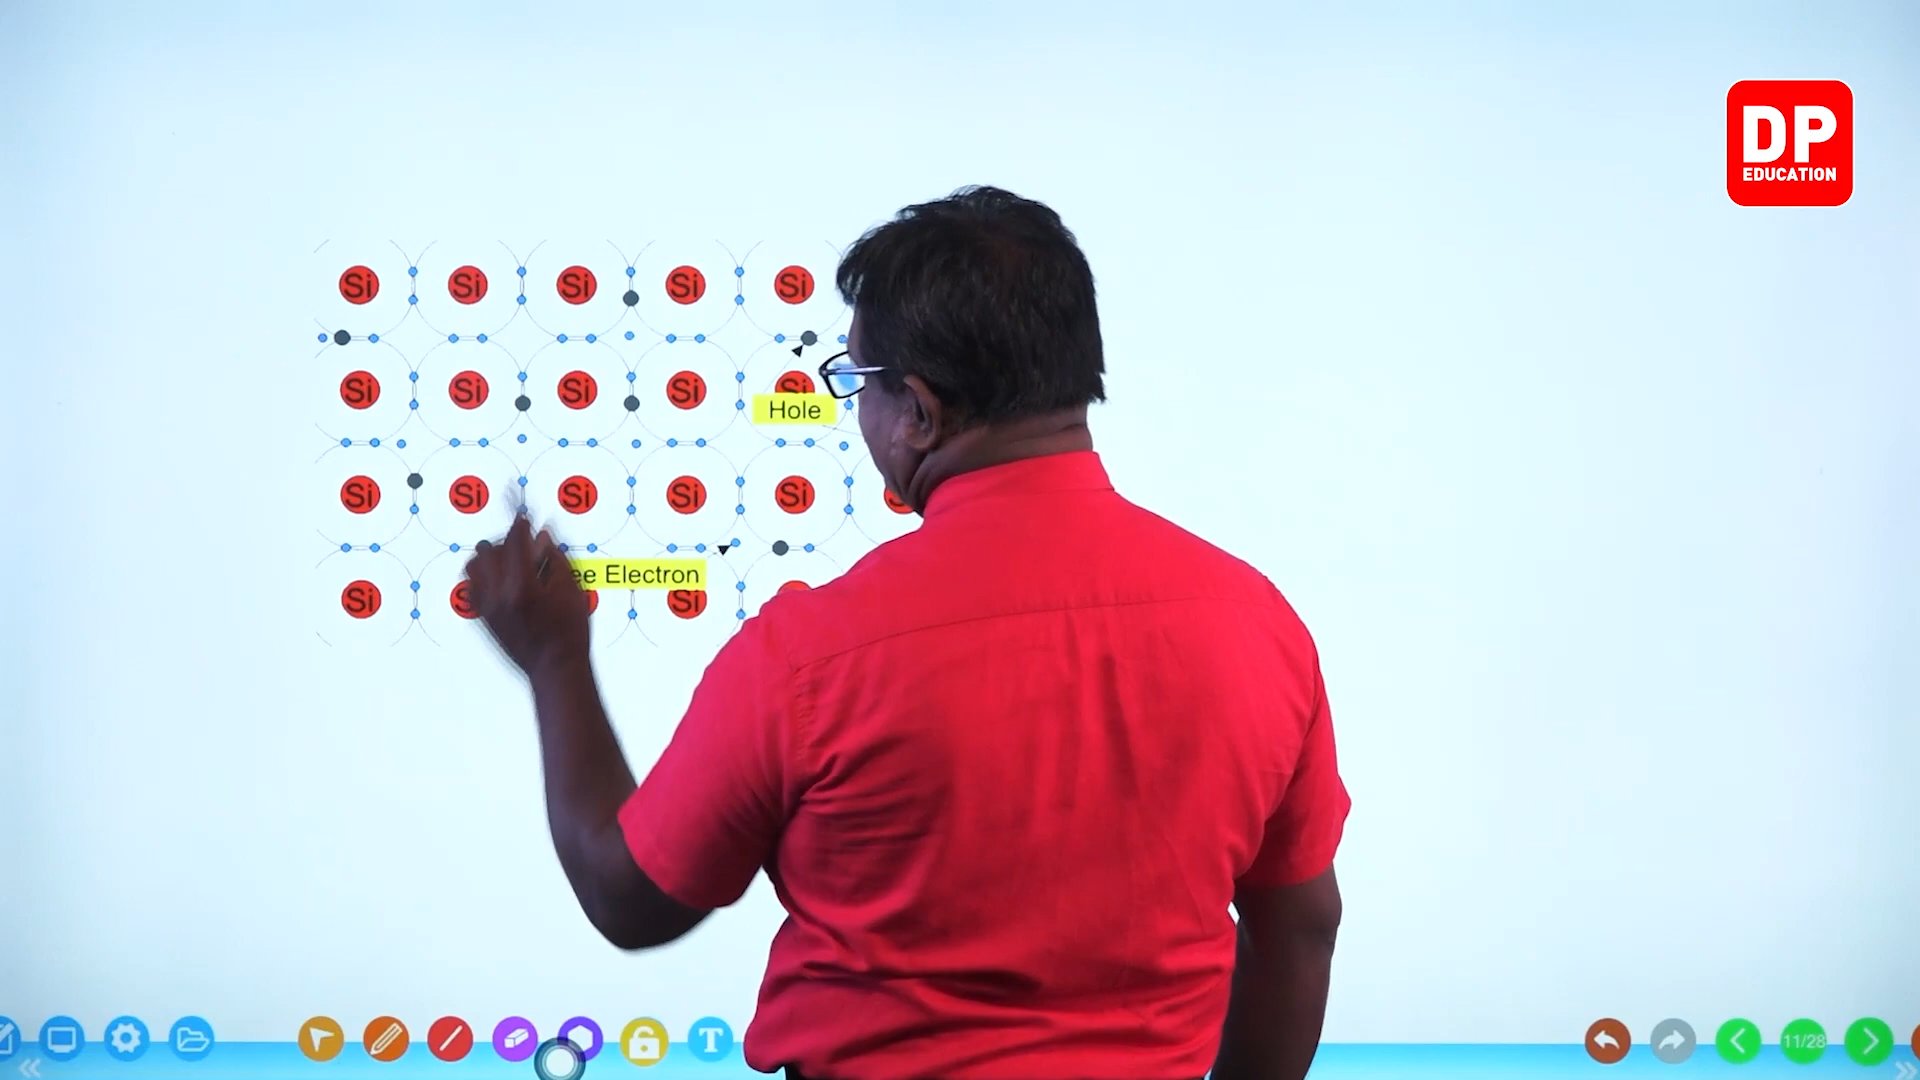 DP
EDUCATION
Si Si Si Si Si
Si Si Si Si Si
Hole
Si Si Si Si Si
Electron
Si Si
11/28
T